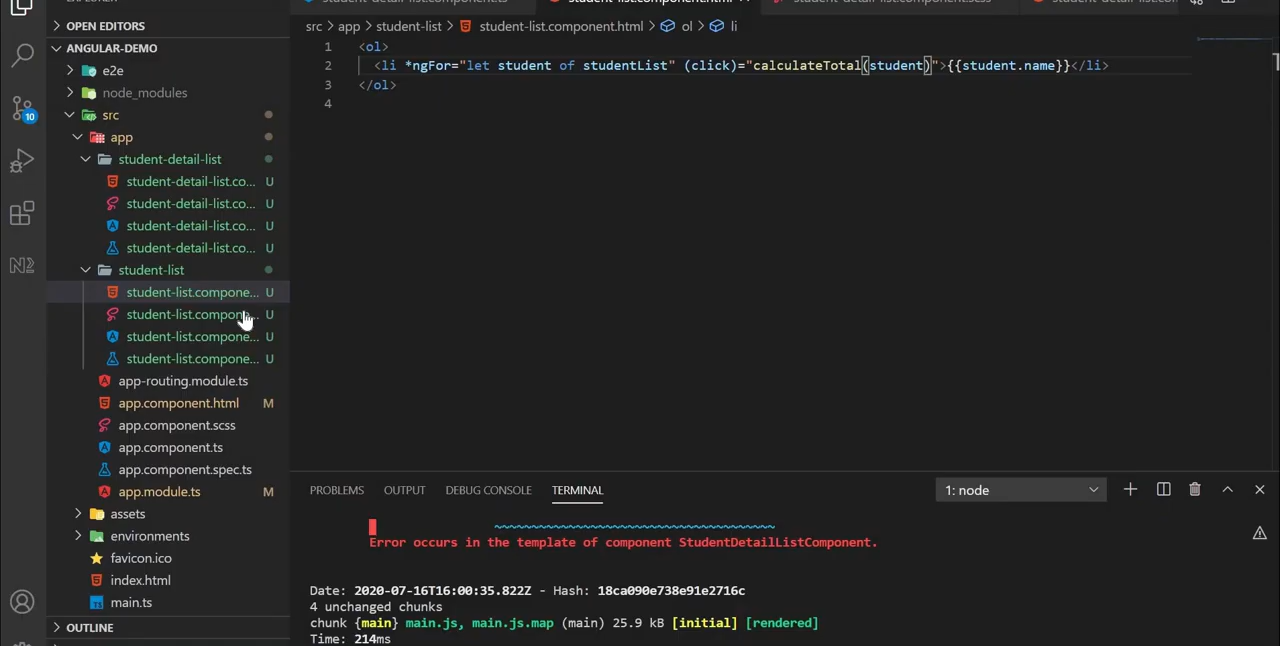 OPEN EDITORS
ANGULAR-DEMO
e2e
node_modules
src
app
student-detail-list
student-detail-list.co... U
student-detail-list.co... U
student-detail-list.co... U
student-detail-list.co... U
student-list
student-list.compone... U
student-list.compone... U
student-list.compone... U
student-list.compone... U
app-routing.module.ts
app.component.html M
app.component.scss
app.component.ts
app.component.spec.ts
app.module.ts M
assets
environments
favicon.ico
index.html
main.ts
OUTLINE
10
src > app > student-list > student-list.component.html > ol > li
1 <ol>
2 <li *ngFor="let student of studentList" (click)="calculateTotal(student)">{{student.name}}</li>
3 </ol>
4
PROBLEMS OUTPUT DEBUG CONSOLE TERMINAL 1: node
~~~~~~~~~~~~~~~~~~~~~~~~~~~~~~~~~~~~~
Error occurs in the template of component StudentDetailListComponent.
Date: 2020-07-16T16:00:35.822Z - Hash: 18ca090e738e91e2716c
4 unchanged chunks
chunk {main} main.js, main.js.map (main) 25.9 kB [initial] [rendered]
Time: 214ms